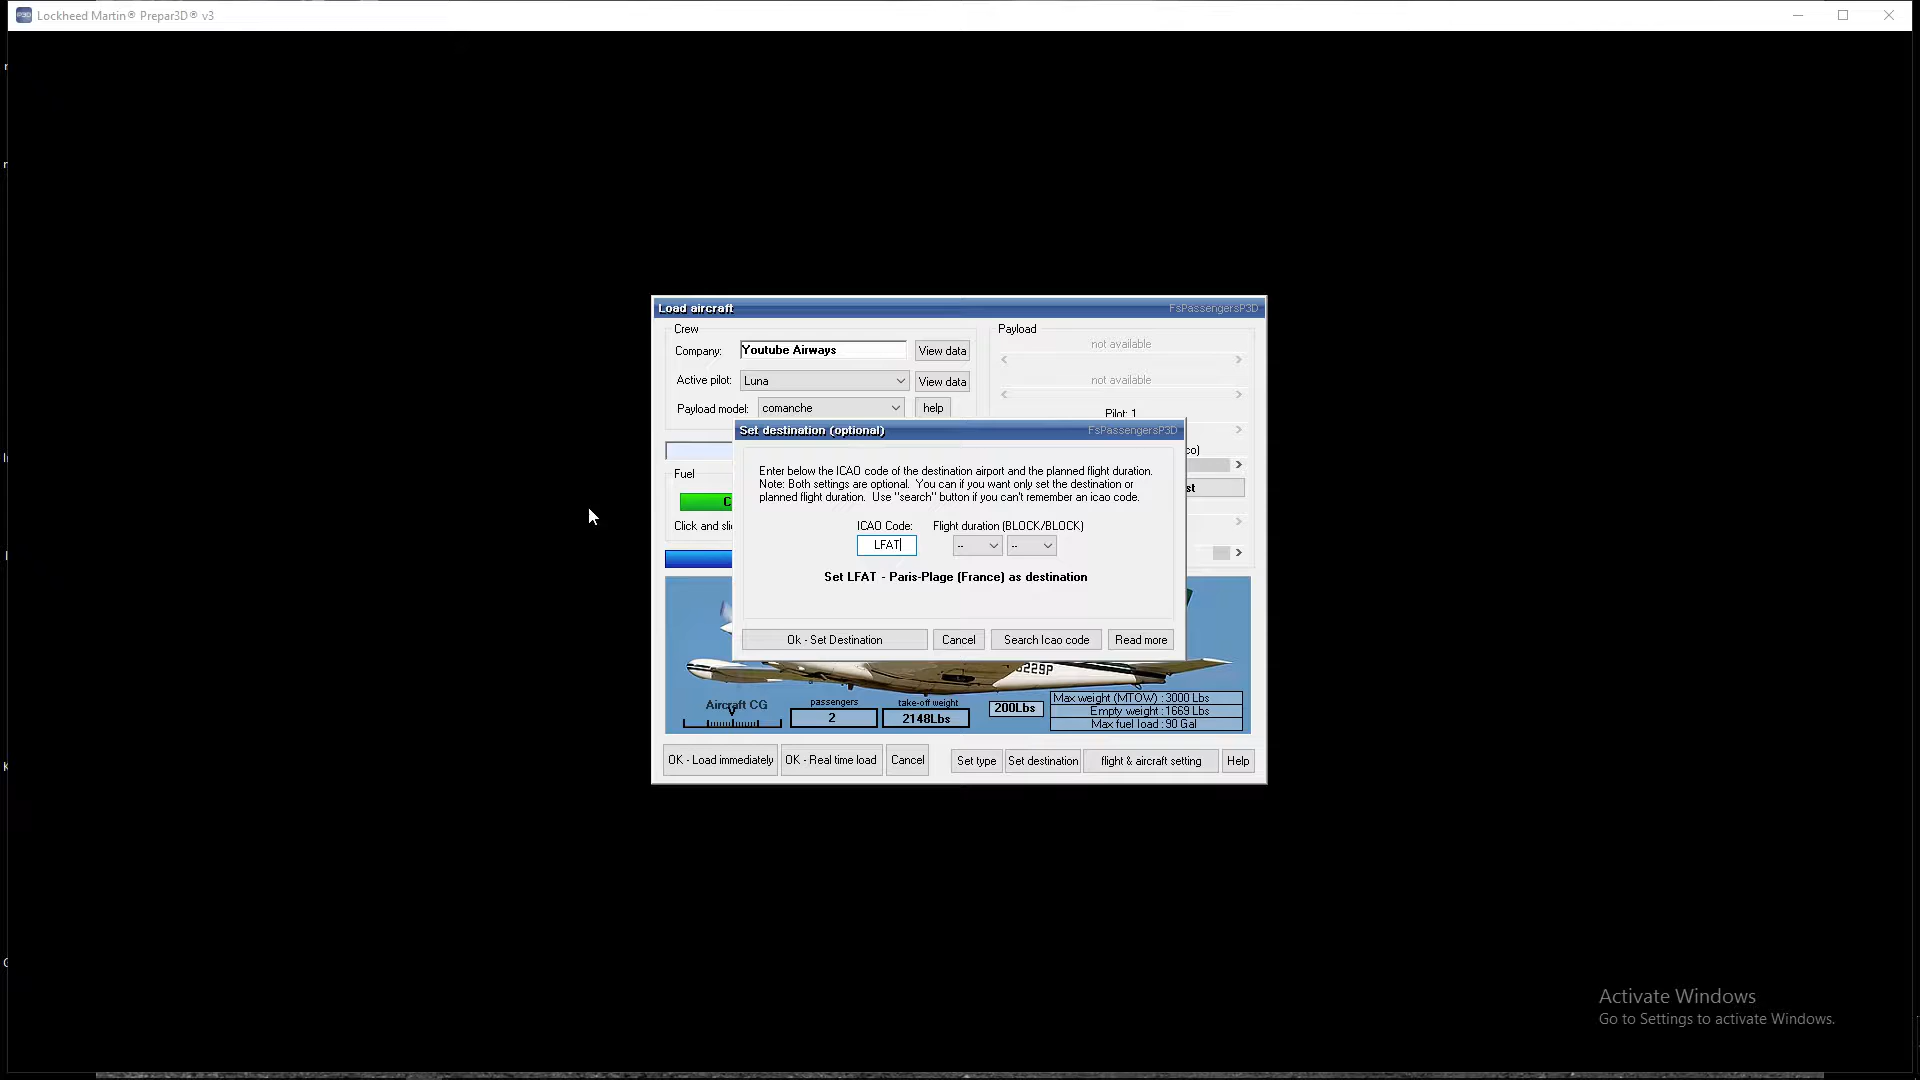 Lockheed Martin® Prepar3D® v3
Load aircraft
FsPassengersP3D
Crew
Company: Youtube Airways View data
Active pilot: Luna View data
Payload model: comanche help
Payload
not available
not available
Pilot: 1
Fuel
Click and
Set destination (optional)
FsPassengersP3D
Enter below the ICAO code of the destination airport and the planned flight duration.
Note: Both settings are optional. You can if you want only set the destination or
planned flight duration. Use "search" button if you can't remember an icao code.
ICAO Code: Flight duration (BLOCK/BLOCK)
LFAT -- --
Set LFAT - Paris-Plage (France) as destination
Ok - Set Destination Cancel Search Icao code Read more
Aircraft CG
passengers
2
take-off weight
2148Lbs
200Lbs
Max weight (MTOW) : 3000 Lbs
Empty weight : 1669 Lbs
Max fuel load : 90 Gal
OK - Load immediately OK - Real time load Cancel Set type Set destination flight & aircraft setting Help
Activate Windows
Go to Settings to activate Windows.